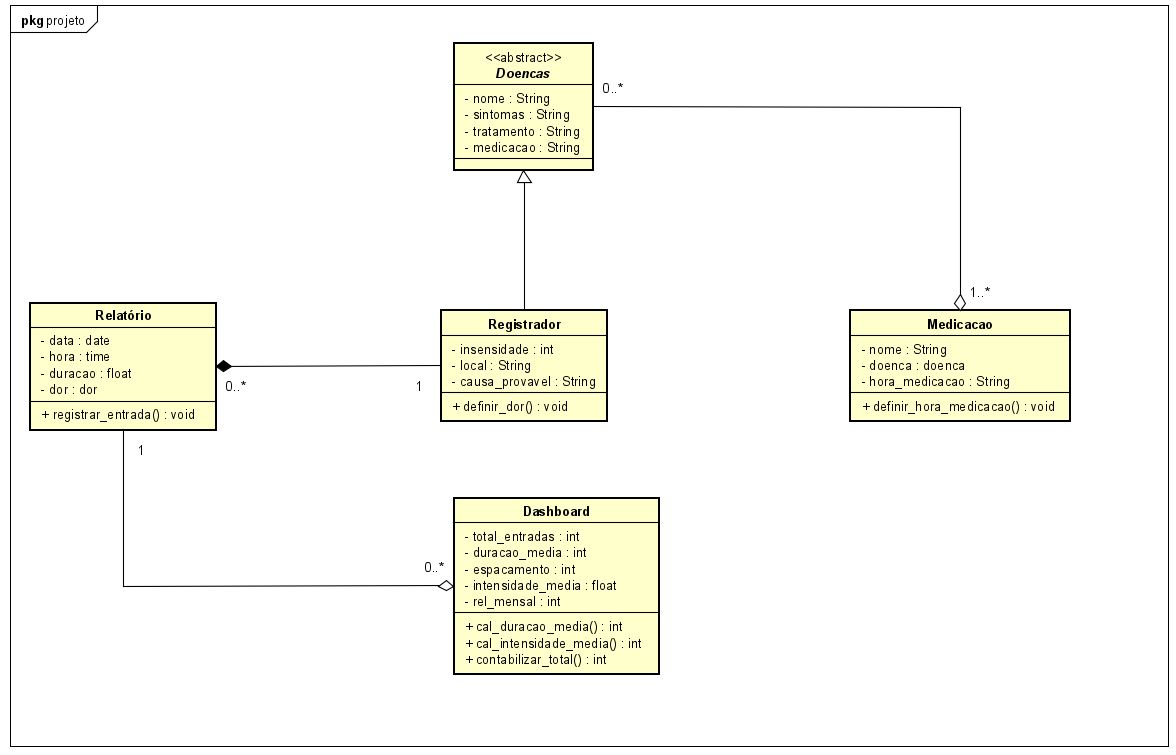 pkg projeto
<<abstract>>
Doencas
- nome : String
- sintomas : String
- tratamento : String
- medicacao : String
0..*
1..*
Relatório
- data : date
- hora : time
- duracao : float
- dor : dor
+ registrar_entrada() : void
0..*
1
Registrador
- insensidade : int
- local : String
- causa_provavel : String
+ definir_dor() : void
Medicacao
- nome : String
- doenca : doenca
- hora_medicacao : String
+ definir_hora_medicacao() : void
1
0..*
Dashboard
- total_entradas : int
- duracao_media : int
- espacamento : int
- intensidade_media : float
- rel_mensal : int
+ cal_duracao_media() : int
+ cal_intensidade_media() : int
+ contabilizar_total() : int